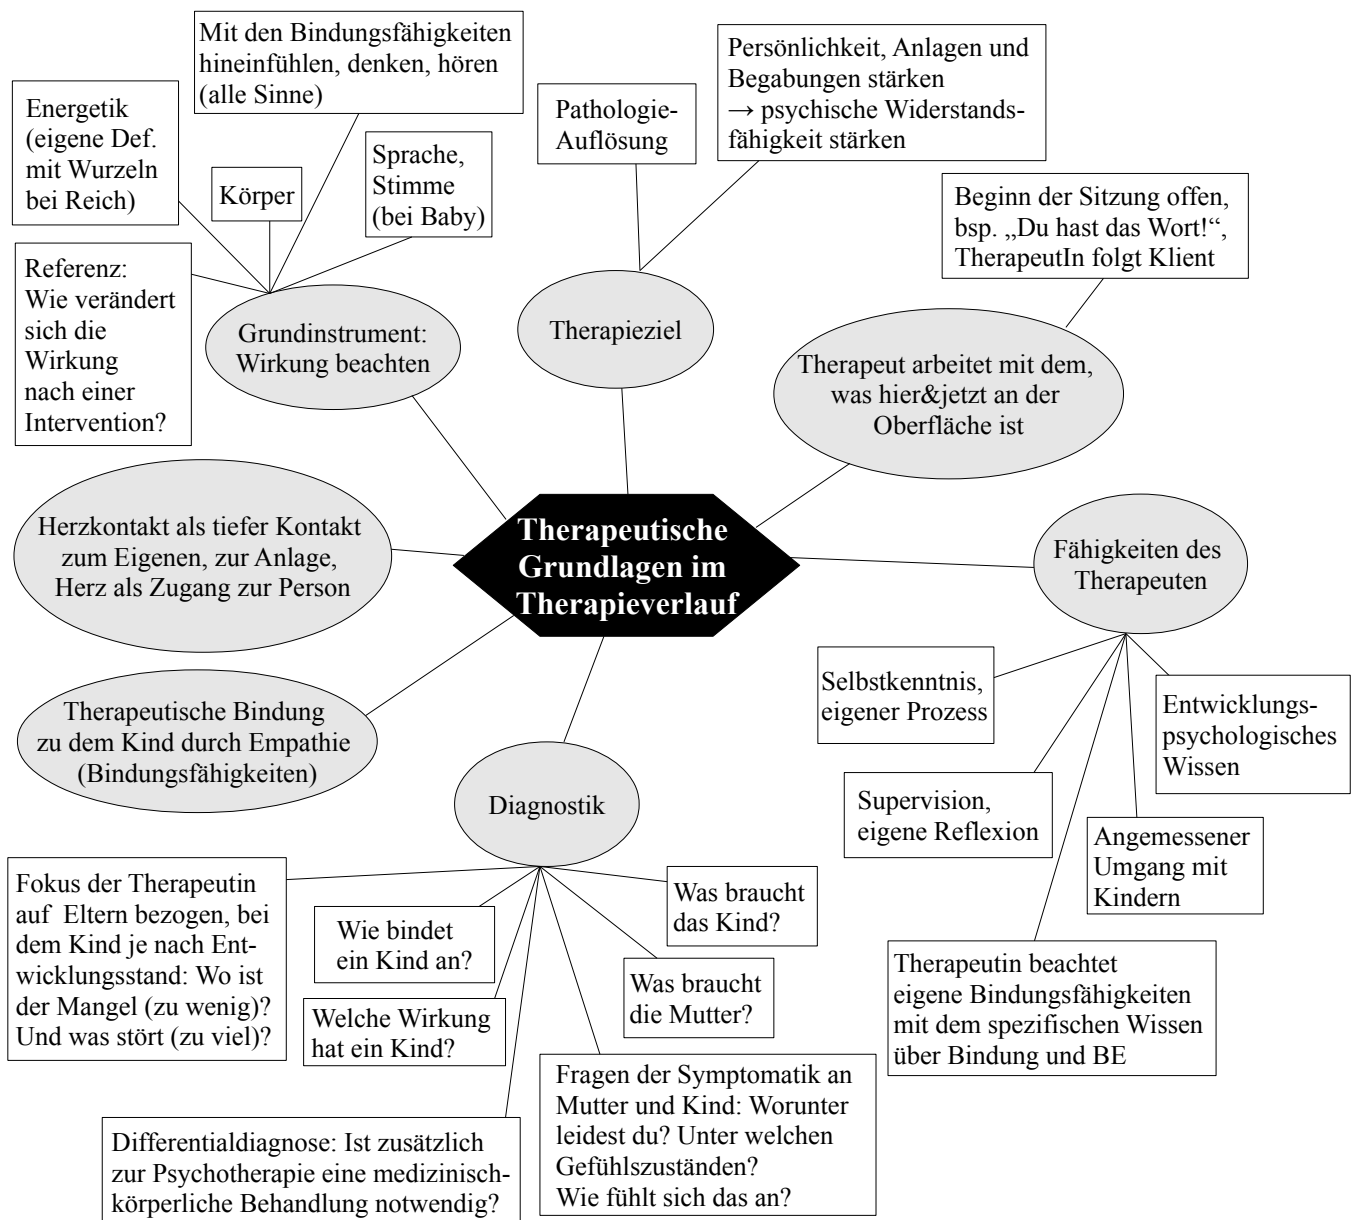 Mit den Bindungsfähigkeiten
hineinfühlen, denken, hören
(alle Sinne)
Persönlichkeit, Anlagen und
Begabungen stärken
→ psychische Widerstands-
fähigkeit stärken
Energetik
(eigene Def.
mit Wurzeln
bei Reich)
Pathologie-
Auflösung
Körper
Sprache,
Stimme
(bei Baby)
Beginn der Sitzung offen,
bsp. „Du hast das Wort!“,
TherapeutIn folgt Klient
Referenz:
Wie verändert
sich die
Wirkung
nach einer
Intervention?
Grundinstrument:
Wirkung beachten
Therapieziel
Therapeut arbeitet mit dem,
was hier&jetzt an der
Oberfläche ist
Herzkontakt als tiefer Kontakt
zum Eigenen, zur Anlage,
Herz als Zugang zur Person
Therapeutische
Grundlagen im
Therapieverlauf
Fähigkeiten des
Therapeuten
Therapeutische Bindung
zu dem Kind durch Empathie
(Bindungsfähigkeiten)
Selbstkenntnis,
eigener Prozess
Entwicklungs-
psychologisches
Wissen
Diagnostik
Supervision,
eigene Reflexion
Angemessener
Umgang mit
Kindern
Fokus der Therapeutin
auf Eltern bezogen, bei
dem Kind je nach Ent-
wicklungsstand: Wo ist
der Mangel (zu wenig)?
Und was stört (zu viel)?
Wie bindet
ein Kind an?
Was braucht
das Kind?
Welche Wirkung
hat ein Kind?
Was braucht
die Mutter?
Therapeutin beachtet
eigene Bindungsfähigkeiten
mit dem spezifischen Wissen
über Bindung und BE
Differentialdiagnose: Ist zusätzlich
zur Psychotherapie eine medizinisch-
körperliche Behandlung notwendig?
Fragen der Symptomatik an
Mutter und Kind: Worunter
leidest du? Unter welchen
Gefühlszuständen?
Wie fühlt sich das an?